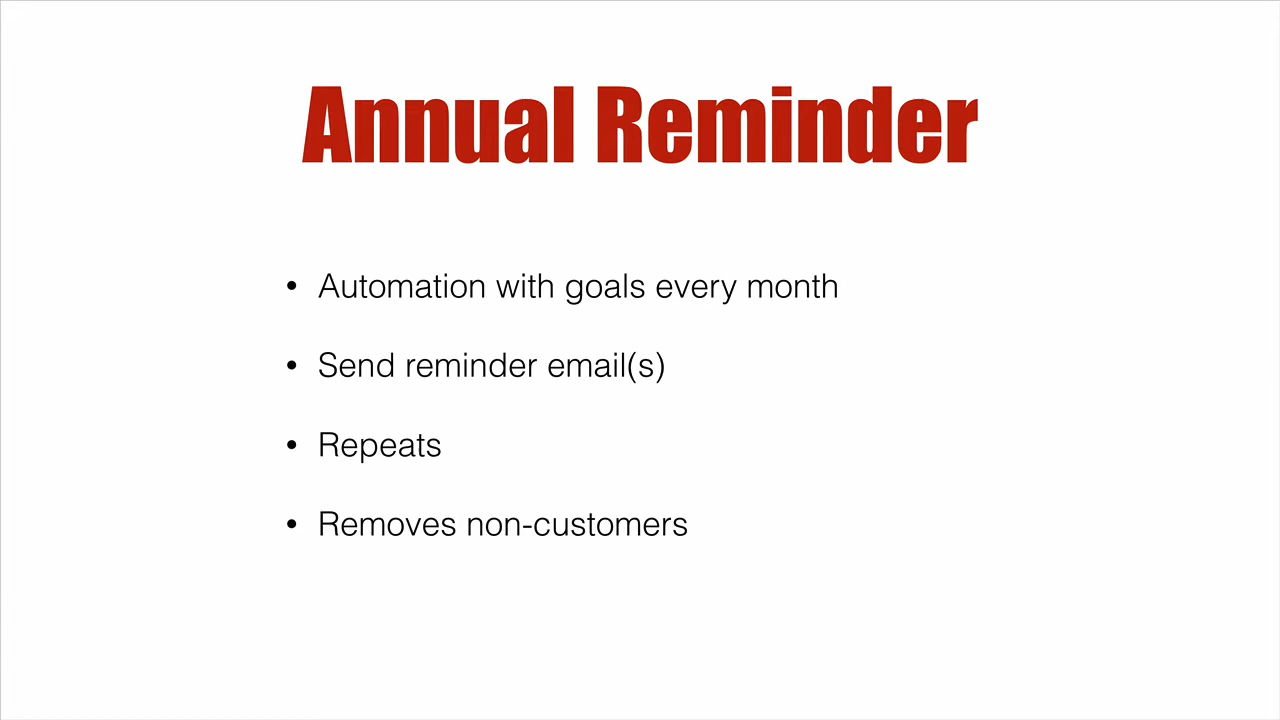 Annual Reminder
• Automation with goals every month
• Send reminder email(s)
• Repeats
• Removes non-customers